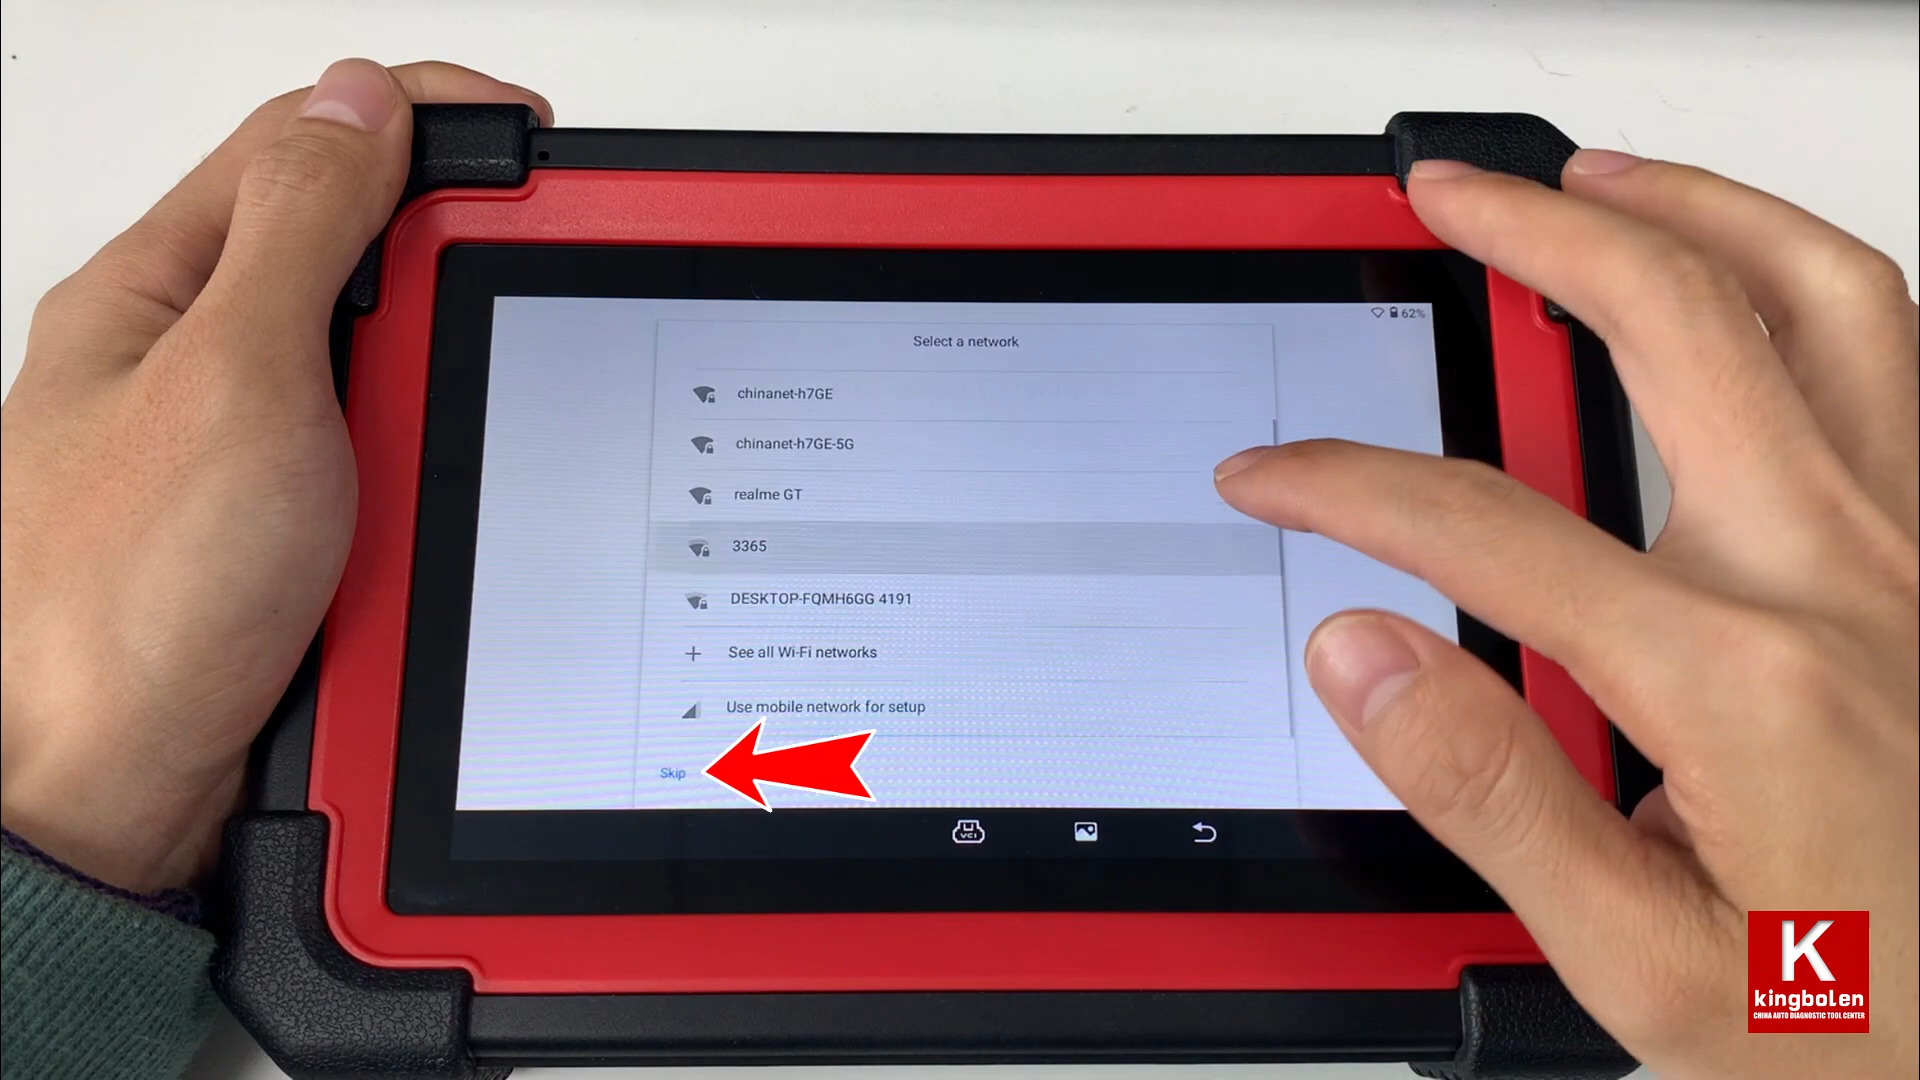 62%
Select a network
chinanet-h7GE
chinanet-h7GE-5G
realme GT
3365
DESKTOP-FQMH6GG 4191
See all Wi-Fi networks
Use mobile network for setup
Skip
VCI
K
kingbolen
CHINA AUTO DIAGNOSTIC TOOL CENTER